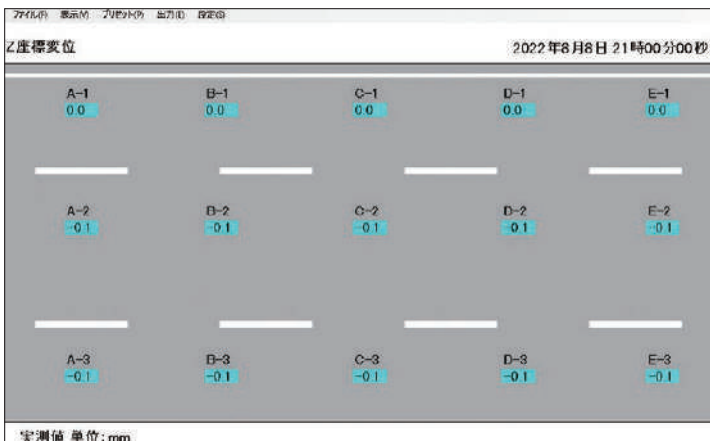 ファイル(F) 表示(V) プリセット(P) 出力(E) 設定(S)
Z座標変位 2022年8月8日 21時00分00秒
A-1 B-1 C-1 D-1 E-1
0.0 0.0 0.0 0.0 0.0
A-2 B-2 C-2 D-2 E-2
-0.1 -0.1 -0.1 -0.1 -0.1
A-3 B-3 C-3 D-3 E-3
-0.1 -0.1 -0.1 -0.1 -0.1
実測値 単位:mm